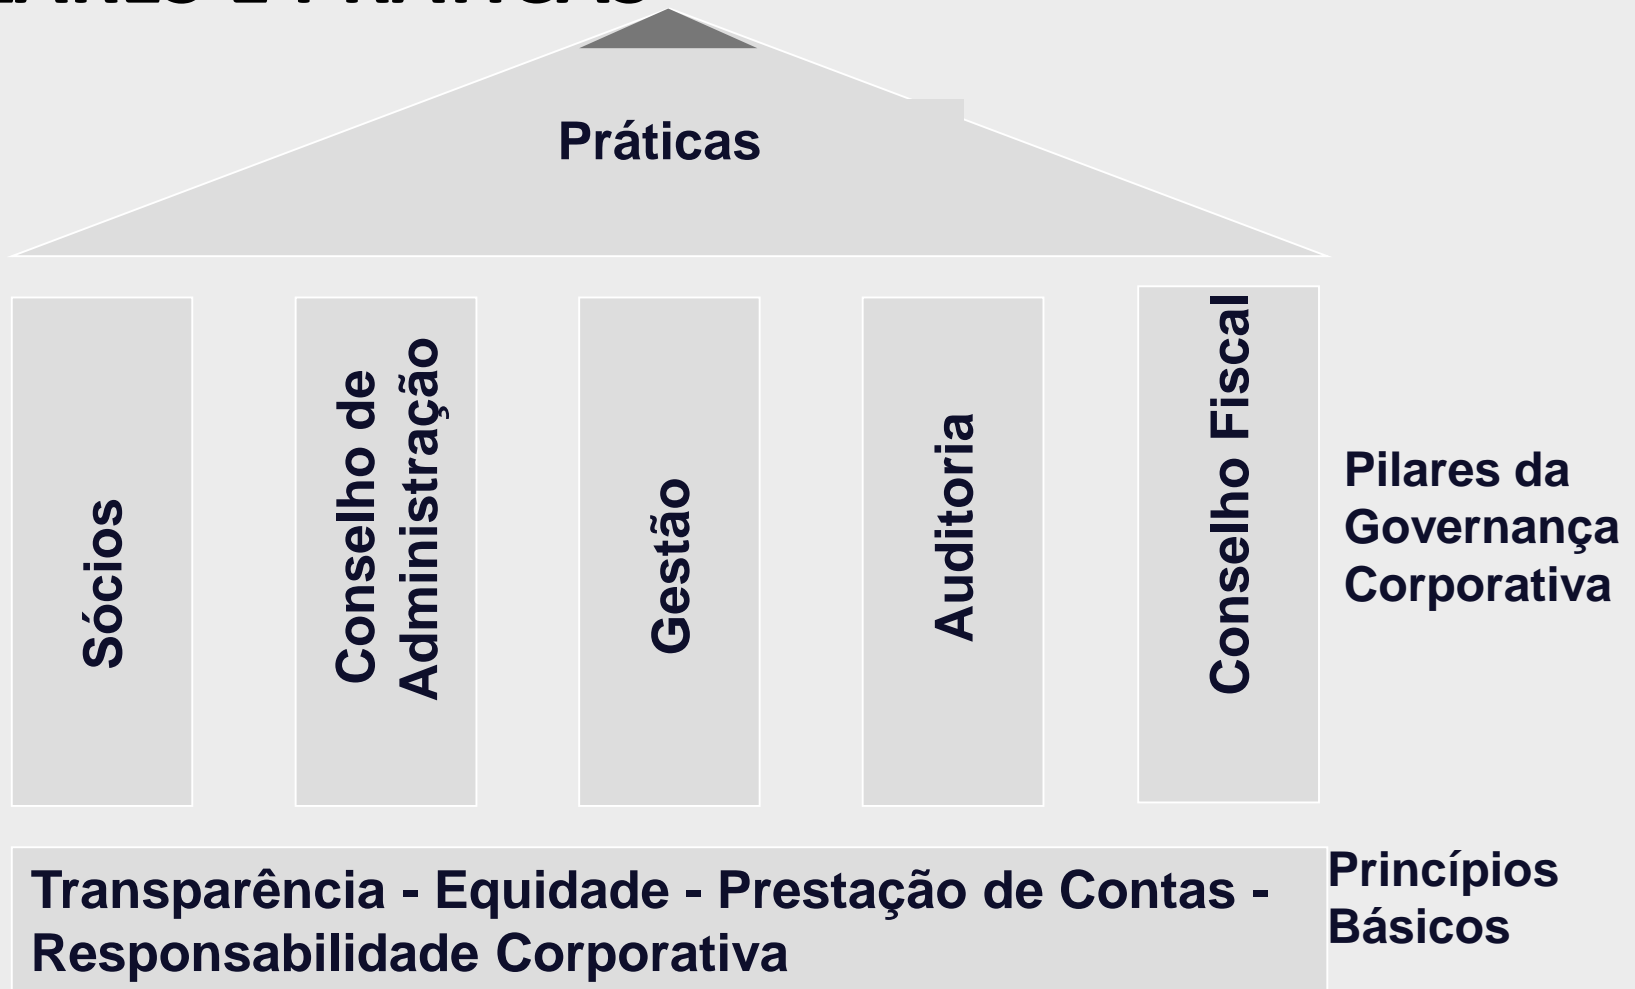 Práticas
Sócios
Conselho de
Administração
Gestão
Auditoria
Conselho Fiscal
Pilares da
Governança
Corporativa
Transparência - Equidade - Prestação de Contas -
Responsabilidade Corporativa
Princípios
Básicos